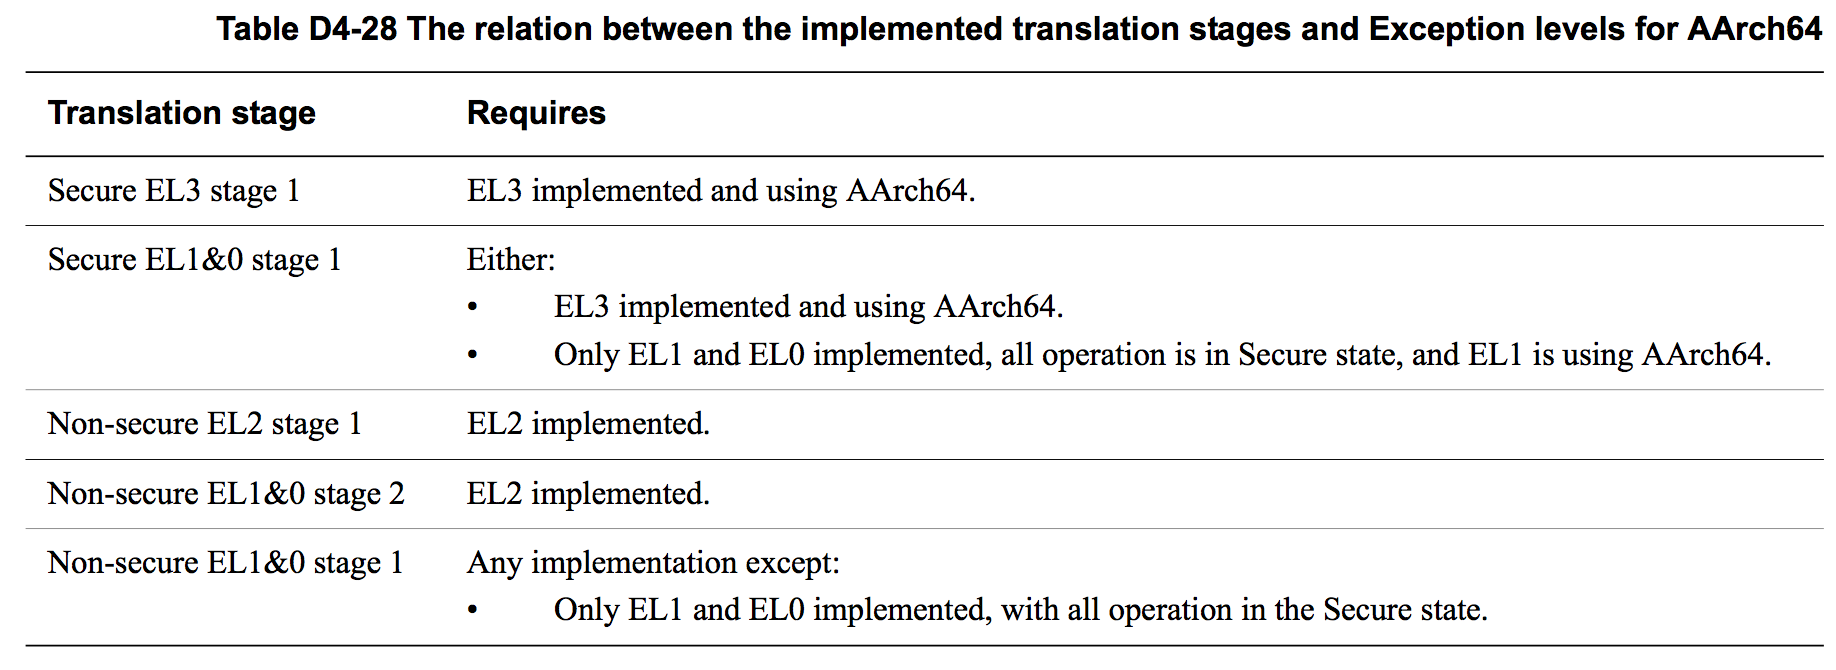 Table D4-28 The relation between the implemented translation stages and Exception levels for AArch64
Translation stage Requires
Secure EL3 stage 1 EL3 implemented and using AArch64.
Secure EL1&0 stage 1 Either:
• EL3 implemented and using AArch64.
• Only EL1 and EL0 implemented, all operation is in Secure state, and EL1 is using AArch64.
Non-secure EL2 stage 1 EL2 implemented.
Non-secure EL1&0 stage 2 EL2 implemented.
Non-secure EL1&0 stage 1 Any implementation except:
• Only EL1 and EL0 implemented, with all operation in the Secure state.